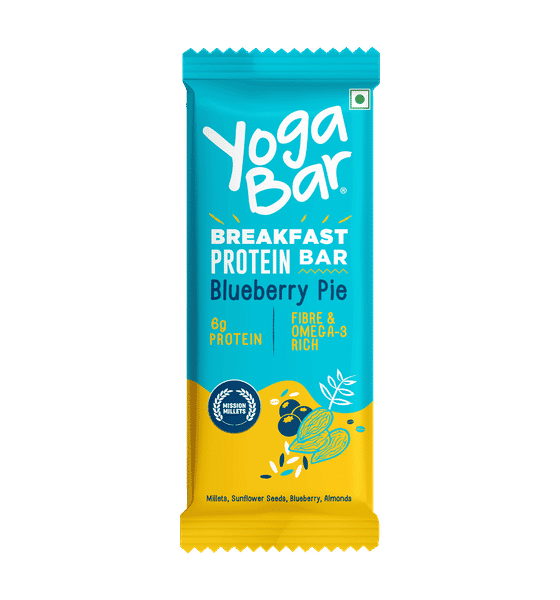 Yoga
Bar®
BREAKFAST
PROTEIN BAR
Blueberry Pie
6g
PROTEIN
FIBRE &
OMEGA-3
RICH
MISSION
MILLETS
Millets, Sunflower Seeds, Blueberry, Almonds